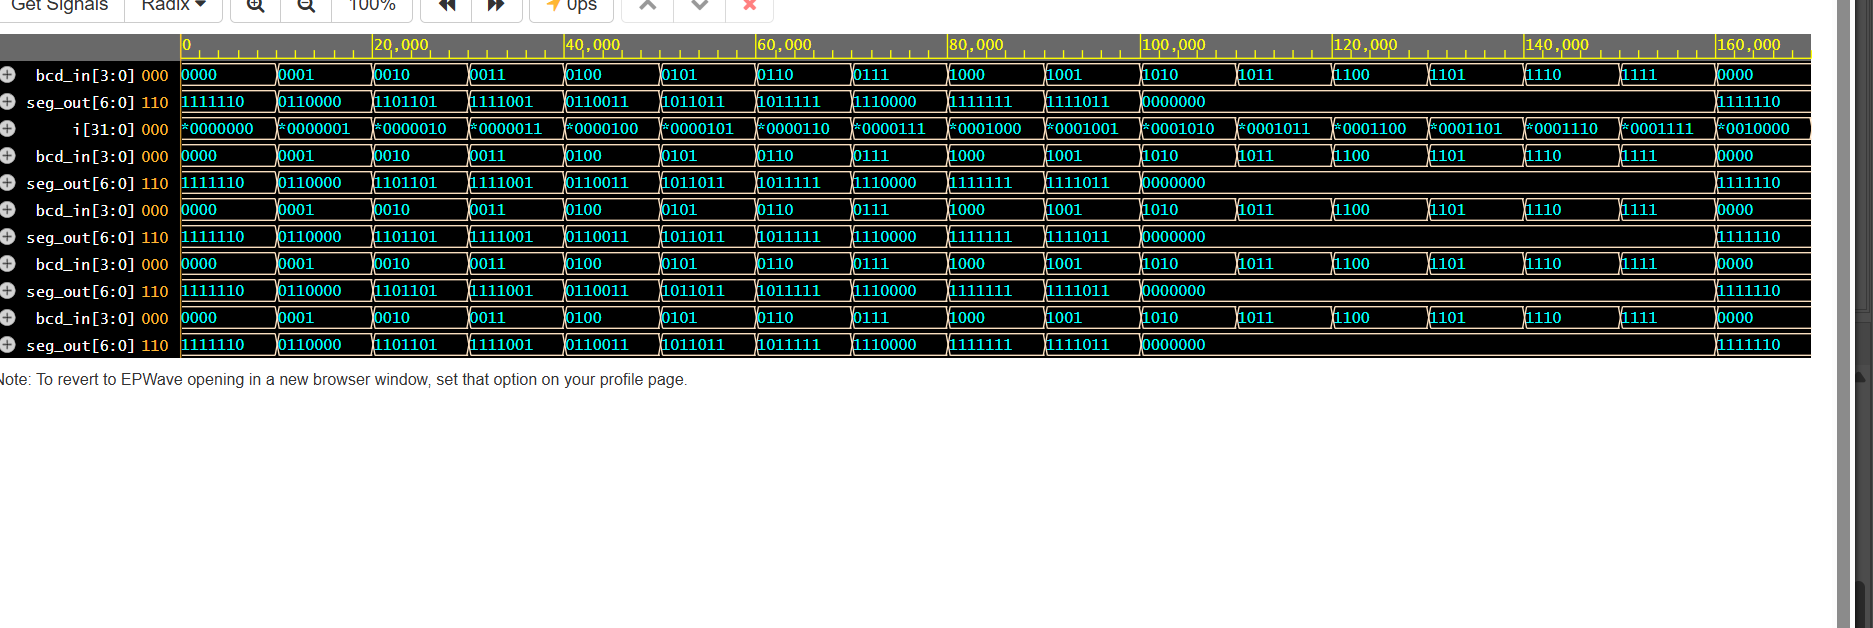 Get Signals Radix 100% 0ps
0 20,000 40,000 60,000 80,000 100,000 120,000 140,000 160,000
bcd_in[3:0] 000 0000 0001 0010 0011 0100 0101 0110 0111 1000 1001 1010 1011 1100 1101 1110 1111 0000
seg_out[6:0] 110 1111110 0110000 1101101 1111001 0110011 1011011 1011111 1110000 1111111 1111011 0000000 1111110
i[31:0] 000 *0000000 *0000001 *0000010 *0000011 *0000100 *0000101 *0000110 *0000111 *0001000 *0001001 *0001010 *0001011 *0001100 *0001101 *0001110 *0001111 *0010000
bcd_in[3:0] 000 0000 0001 0010 0011 0100 0101 0110 0111 1000 1001 1010 1011 1100 1101 1110 1111 0000
seg_out[6:0] 110 1111110 0110000 1101101 1111001 0110011 1011011 1011111 1110000 1111111 1111011 0000000 1111110
bcd_in[3:0] 000 0000 0001 0010 0011 0100 0101 0110 0111 1000 1001 1010 1011 1100 1101 1110 1111 0000
seg_out[6:0] 110 1111110 0110000 1101101 1111001 0110011 1011011 1011111 1110000 1111111 1111011 0000000 1111110
bcd_in[3:0] 000 0000 0001 0010 0011 0100 0101 0110 0111 1000 1001 1010 1011 1100 1101 1110 1111 0000
seg_out[6:0] 110 1111110 0110000 1101101 1111001 0110011 1011011 1011111 1110000 1111111 1111011 0000000 1111110
bcd_in[3:0] 000 0000 0001 0010 0011 0100 0101 0110 0111 1000 1001 1010 1011 1100 1101 1110 1111 0000
seg_out[6:0] 110 1111110 0110000 1101101 1111001 0110011 1011011 1011111 1110000 1111111 1111011 0000000 1111110
Note: To revert to EPWave opening in a new browser window, set that option on your profile page.